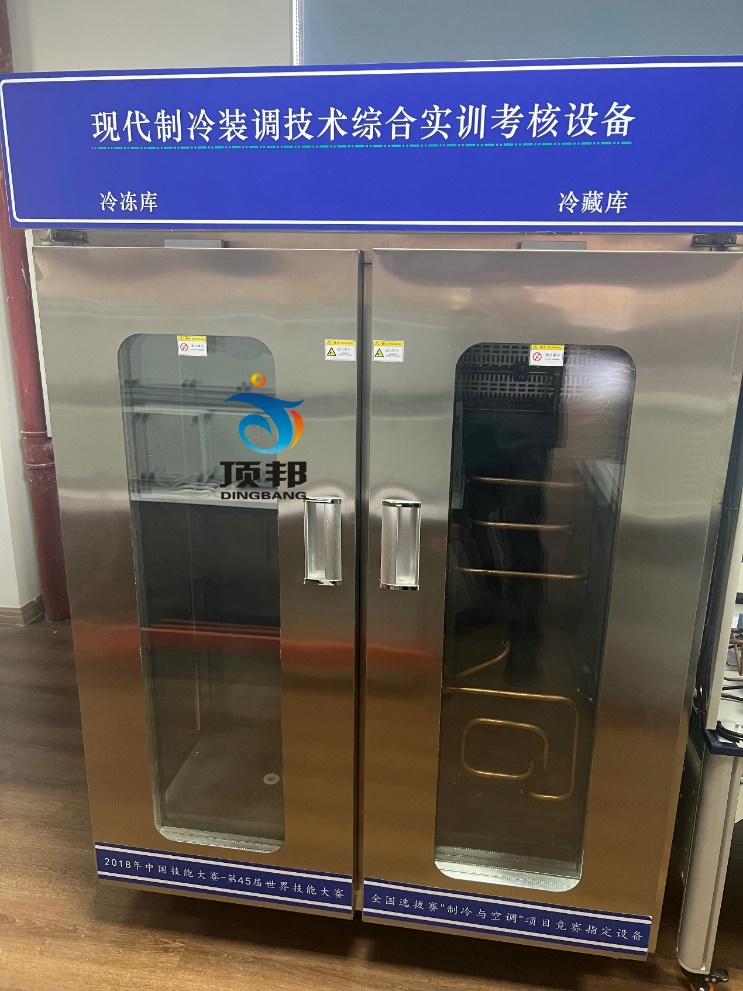 现代制冷装调技术综合实训考核设备
冷冻库
冷藏库
顶邦
DINGBANG
2018年中国技能大赛-第45届世界技能大赛
全国选拔赛"制冷与空调"项目竞赛指定设备